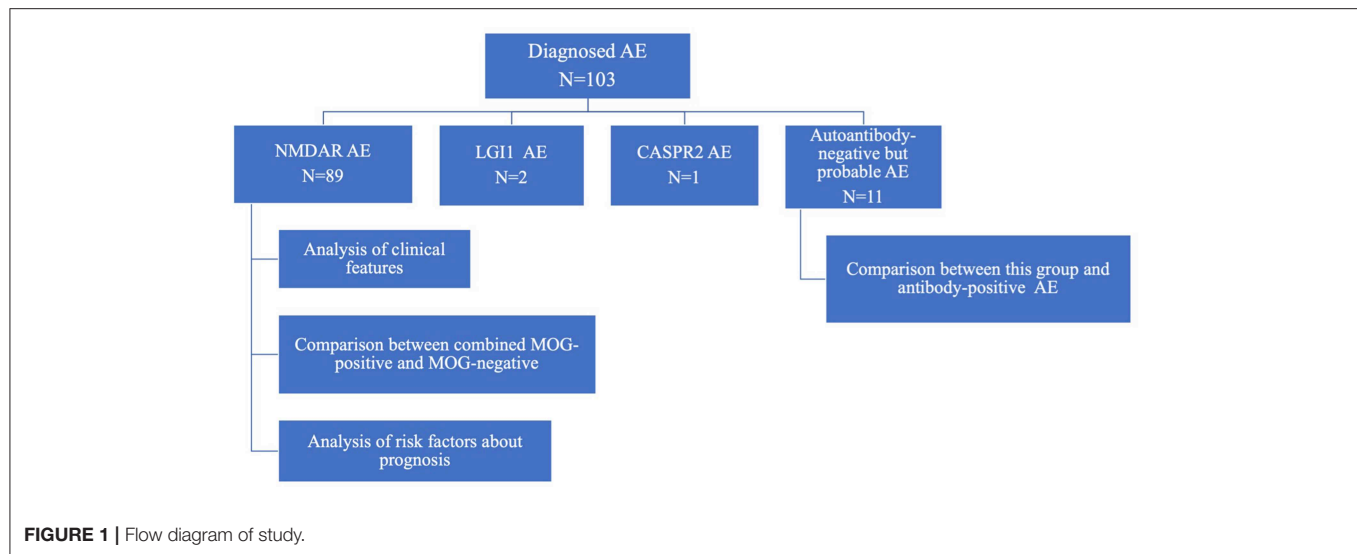 Diagnosed AE
N=103
NMDAR AE
N=89
LGI1 AE
N=2
CASPR2 AE
N=1
Autoantibody-
negative but
probable AE
N=11
Analysis of clinical
features
Comparison between this group and
antibody-positive AE
Comparison between combined MOG-
positive and MOG-negative
Analysis of risk factors about
prognosis
FIGURE 1 | Flow diagram of study.